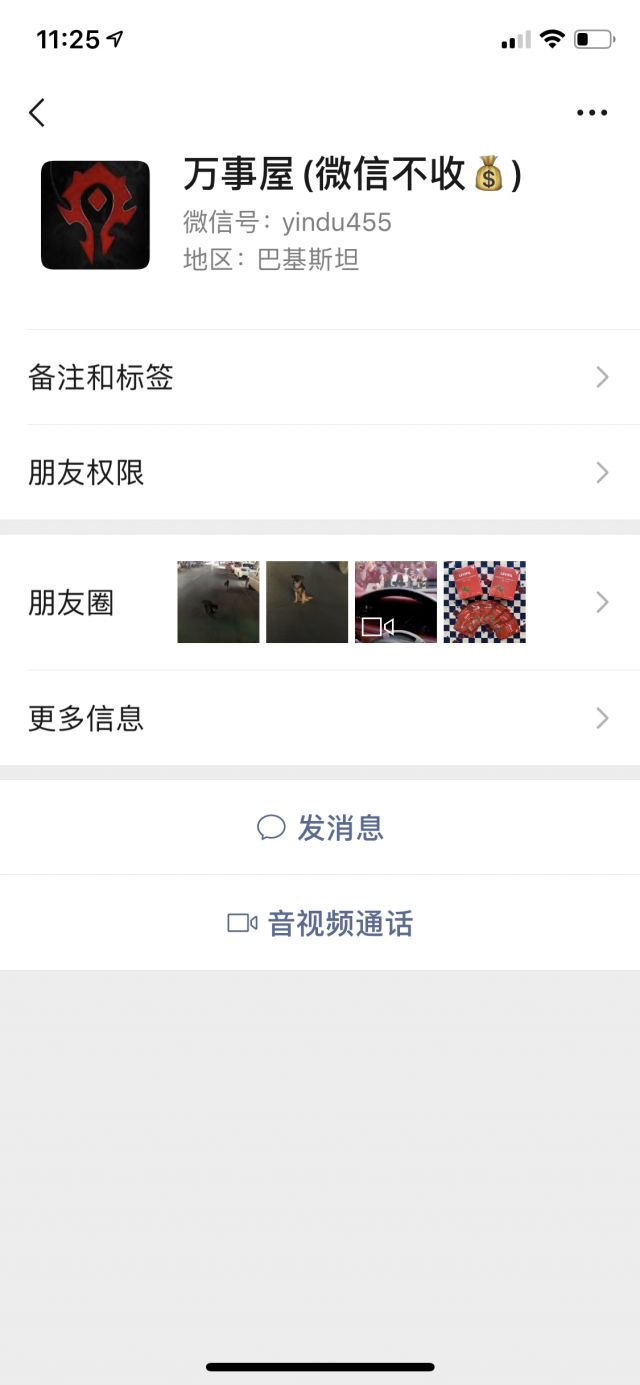 11:25
万事屋 (微信不收💰)
微信号：yindu455
地区：巴基斯坦
备注和标签
朋友权限
朋友圈
更多信息
发消息
音视频通话